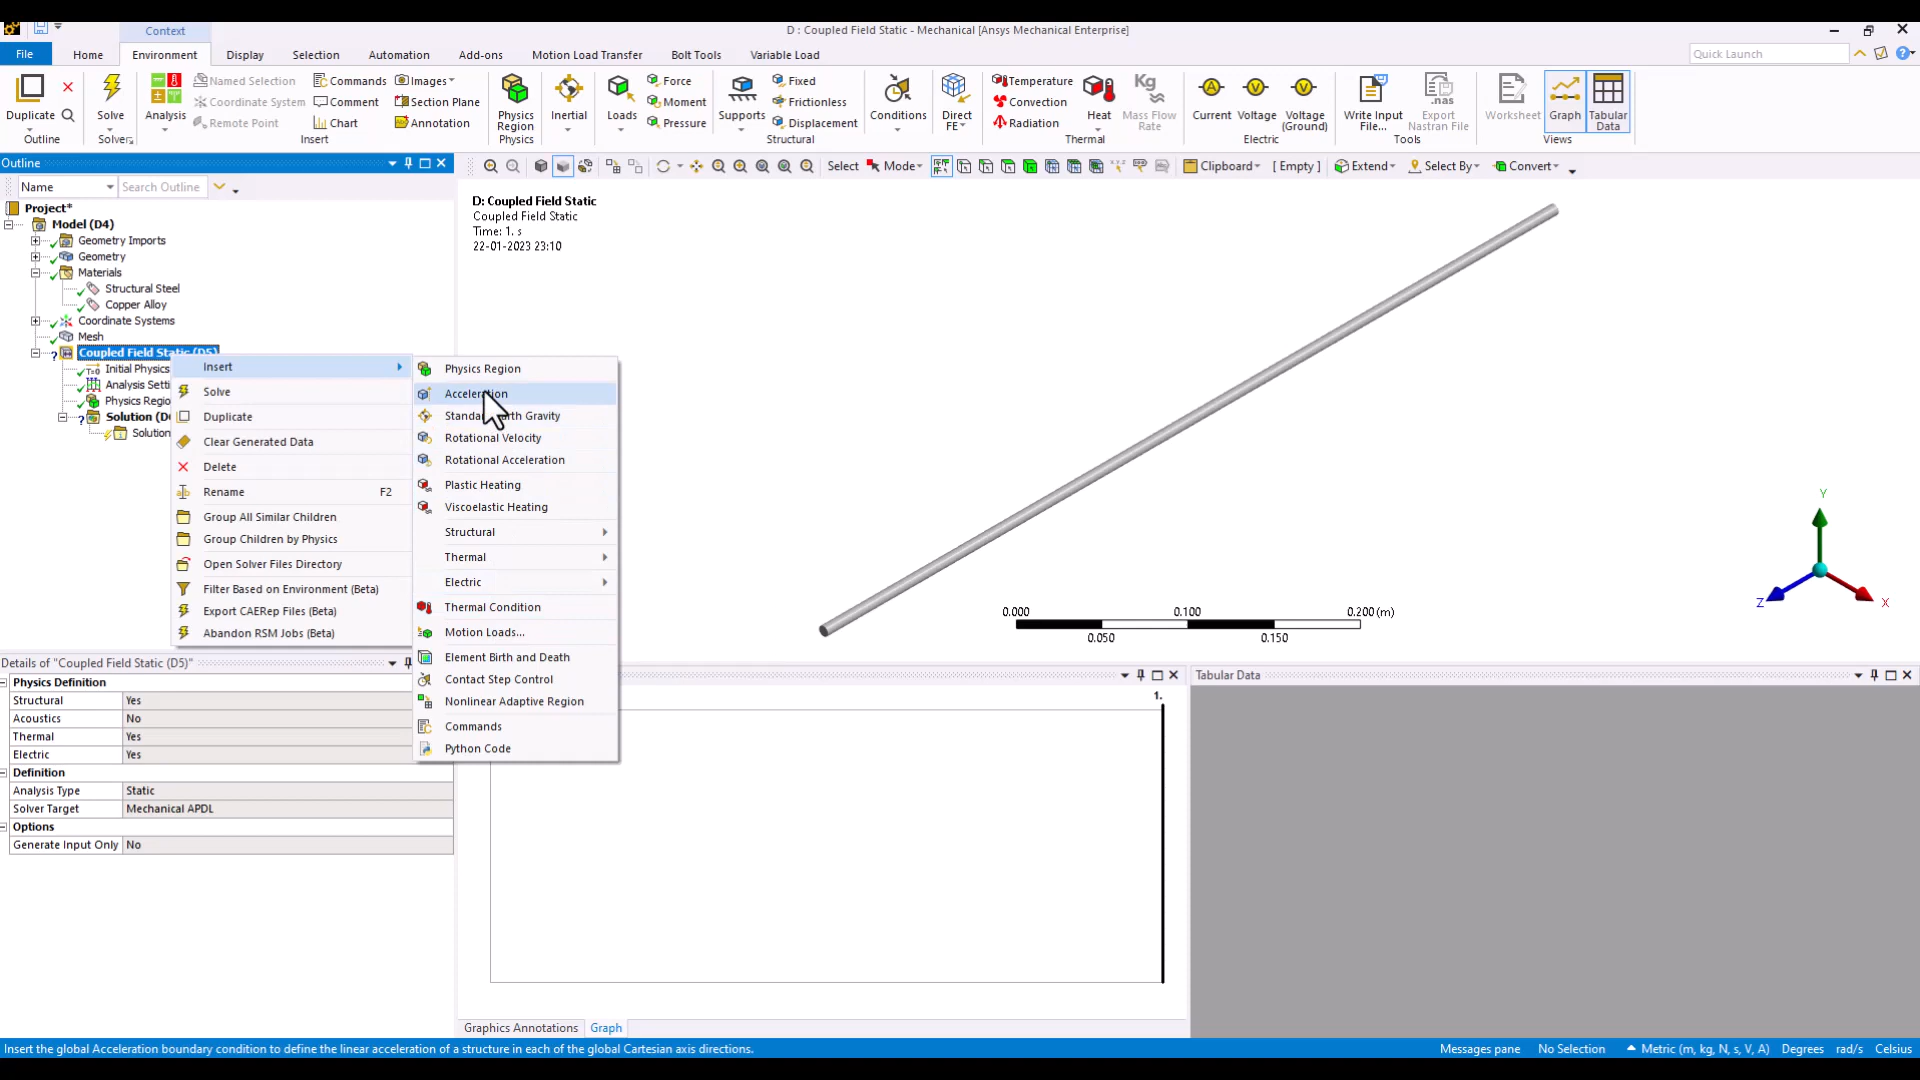 Context
D : Coupled Field Static - Mechanical [Ansys Mechanical Enterprise]
File
Home
Environment
Display
Selection
Automation
Add-ons
Motion Load Transfer
Bolt Tools
Variable Load
Quick Launch
Duplicate
Outline
Solve
Solver
Analysis
Named Selection
Coordinate System
Remote Point
Commands
Comment
Chart
Images
Section Plane
Annotation
Insert
Physics
Region
Physics
Inertial
Loads
Force
Moment
Pressure
Supports
Fixed
Frictionless
Displacement
Structural
Conditions
Direct
FE
Temperature
Convection
Radiation
Heat
Kg
Mass Flow
Rate
Thermal
Current
Voltage
Voltage
(Ground)
Electric
Write Input
File...
.nas
Export
Nastran File
Tools
Worksheet
Graph
Tabular
Data
Views
Outline
Name
Search Outline
Select
Mode
Clipboard
[ Empty ]
Extend
Select By
Convert
Project*
Model (D4)
Geometry Imports
Geometry
Materials
Structural Steel
Copper Alloy
Coordinate Systems
Mesh
Coupled Field Static (D5)
Initial Physics
Analysis Setti
Physics Regio
Solution (D6
Solution
Insert
Solve
Duplicate
Clear Generated Data
Delete
Rename F2
Group All Similar Children
Group Children by Physics
Open Solver Files Directory
Filter Based on Environment (Beta)
Export CAERep Files (Beta)
Abandon RSM Jobs (Beta)
Physics Region
Acceleration
Standard Earth Gravity
Rotational Velocity
Rotational Acceleration
Plastic Heating
Viscoelastic Heating
Structural
Thermal
Electric
Thermal Condition
Motion Loads...
Element Birth and Death
Contact Step Control
Nonlinear Adaptive Region
Commands
Python Code
D: Coupled Field Static
Coupled Field Static
Time: 1. s
22-01-2023 23:10
0.000
0.100
0.200 (m)
0.050
0.150
Y
Z
X
Details of "Coupled Field Static (D5)"
Physics Definition
Structural Yes
Acoustics No
Thermal Yes
Electric Yes
Definition
Analysis Type Static
Solver Target Mechanical APDL
Options
Generate Input Only No
1.
Tabular Data
Graphics Annotations
Graph
Insert the global Acceleration boundary condition to define the linear acceleration of a structure in each of the global Cartesian axis directions.
Messages pane
No Selection
Metric (m, kg, N, s, V, A)
Degrees
rad/s
Celsius